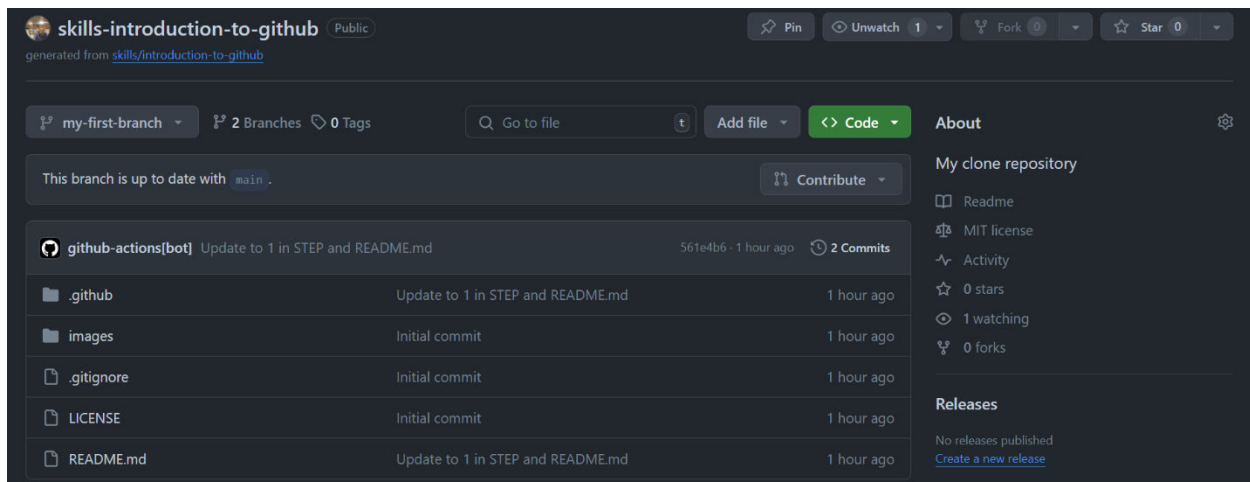 skills-introduction-to-github Public
Pin
Unwatch 1
Fork 0
Star 0
generated from skills/introduction-to-github
my-first-branch
2 Branches
0 Tags
Go to file
t
Add file
<> Code
This branch is up to date with main .
Contribute
github-actions[bot] Update to 1 in STEP and README.md 561e4b6 · 1 hour ago 2 Commits
.github Update to 1 in STEP and README.md 1 hour ago
images Initial commit 1 hour ago
.gitignore Initial commit 1 hour ago
LICENSE Initial commit 1 hour ago
README.md Update to 1 in STEP and README.md 1 hour ago
About
My clone repository
Readme
MIT license
Activity
0 stars
1 watching
0 forks
Releases
No releases published
Create a new release